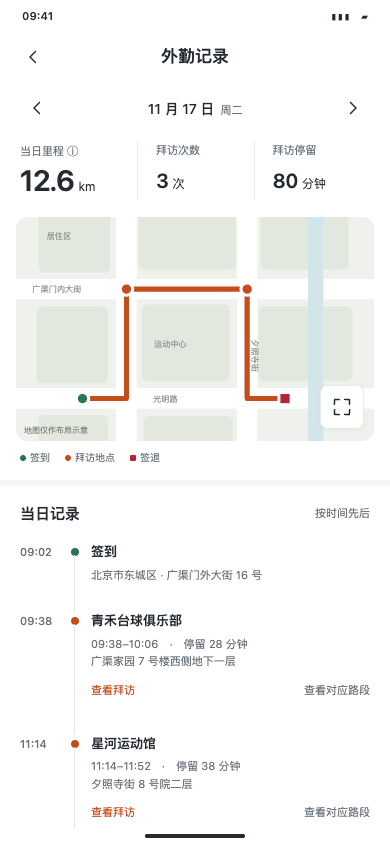 09:41
外勤记录
11 月 17 日 周二
当日里程 ⓘ
12.6 km
拜访次数
3 次
拜访停留
80 分钟
居住区
广渠门内大街
运动中心
夕照寺街
光明路
地图仅作布局示意
签到 拜访地点 签退
当日记录 按时间先后
09:02 签到
北京市东城区 · 广渠门外大街 16 号
09:38 青禾台球俱乐部
09:38–10:06 · 停留 28 分钟
广渠家园 7 号楼西侧地下一层
查看拜访 查看对应路段
11:14 星河运动馆
11:14–11:52 · 停留 38 分钟
夕照寺街 8 号院二层
查看拜访 查看对应路段